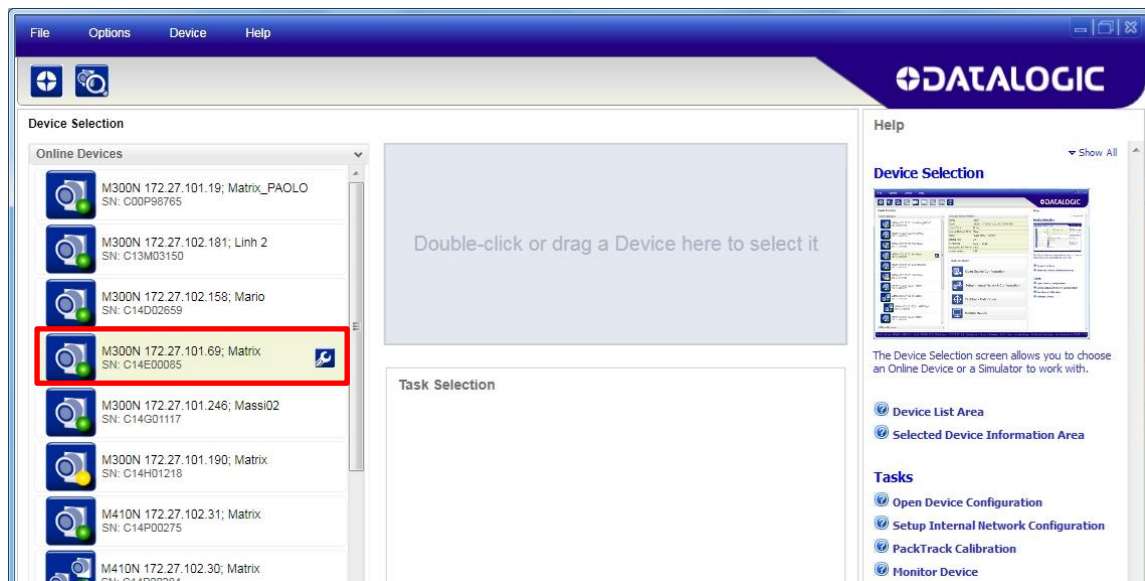 File Options Device Help
DATALOGIC
Device Selection
Online Devices
M300N 172.27.101.19; Matrix_PAOLO
SN: C00P98765
M300N 172.27.102.181; Linh 2
SN: C13M03150
M300N 172.27.102.158; Mario
SN: C14D02659
M300N 172.27.101.69; Matrix
SN: C14E00085
M300N 172.27.101.246; Massi02
SN: C14G01117
M300N 172.27.101.190; Matrix
SN: C14H01218
M410N 172.27.102.31; Matrix
SN: C14P00275
M410N 172.27.102.30; Matrix
Double-click or drag a Device here to select it
Task Selection
Help
Show All
Device Selection
The Device Selection screen allows you to choose
an Online Device or a Simulator to work with.
Device List Area
Selected Device Information Area
Tasks
Open Device Configuration
Setup Internal Network Configuration
PackTrack Calibration
Monitor Device